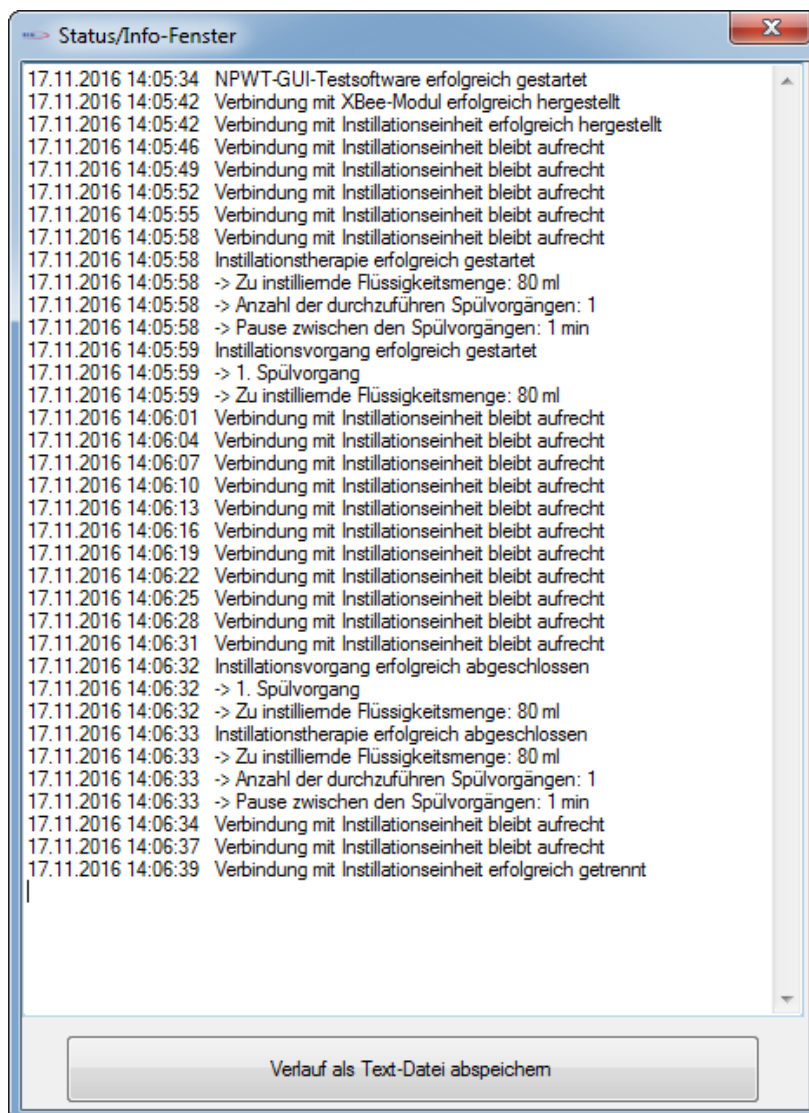 Status/Info-Fenster
17.11.2016 14:05:34 NPWT-GUI-Testsoftware erfolgreich gestartet
17.11.2016 14:05:42 Verbindung mit XBee-Modul erfolgreich hergestellt
17.11.2016 14:05:42 Verbindung mit Instillationseinheit erfolgreich hergestellt
17.11.2016 14:05:46 Verbindung mit Instillationseinheit bleibt aufrecht
17.11.2016 14:05:49 Verbindung mit Instillationseinheit bleibt aufrecht
17.11.2016 14:05:52 Verbindung mit Instillationseinheit bleibt aufrecht
17.11.2016 14:05:55 Verbindung mit Instillationseinheit bleibt aufrecht
17.11.2016 14:05:58 Verbindung mit Instillationseinheit bleibt aufrecht
17.11.2016 14:05:58 Instillationstherapie erfolgreich gestartet
17.11.2016 14:05:58 -> Zu instilliernde Flüssigkeitsmenge: 80 ml
17.11.2016 14:05:58 -> Anzahl der durchzuführen Spülvorgängen: 1
17.11.2016 14:05:58 -> Pause zwischen den Spülvorgängen: 1 min
17.11.2016 14:05:59 Instillationsvorgang erfolgreich gestartet
17.11.2016 14:05:59 -> 1. Spülvorgang
17.11.2016 14:05:59 -> Zu instilliernde Flüssigkeitsmenge: 80 ml
17.11.2016 14:06:01 Verbindung mit Instillationseinheit bleibt aufrecht
17.11.2016 14:06:04 Verbindung mit Instillationseinheit bleibt aufrecht
17.11.2016 14:06:07 Verbindung mit Instillationseinheit bleibt aufrecht
17.11.2016 14:06:10 Verbindung mit Instillationseinheit bleibt aufrecht
17.11.2016 14:06:13 Verbindung mit Instillationseinheit bleibt aufrecht
17.11.2016 14:06:16 Verbindung mit Instillationseinheit bleibt aufrecht
17.11.2016 14:06:19 Verbindung mit Instillationseinheit bleibt aufrecht
17.11.2016 14:06:22 Verbindung mit Instillationseinheit bleibt aufrecht
17.11.2016 14:06:25 Verbindung mit Instillationseinheit bleibt aufrecht
17.11.2016 14:06:28 Verbindung mit Instillationseinheit bleibt aufrecht
17.11.2016 14:06:31 Verbindung mit Instillationseinheit bleibt aufrecht
17.11.2016 14:06:32 Instillationsvorgang erfolgreich abgeschlossen
17.11.2016 14:06:32 -> 1. Spülvorgang
17.11.2016 14:06:32 -> Zu instilliernde Flüssigkeitsmenge: 80 ml
17.11.2016 14:06:33 Instillationstherapie erfolgreich abgeschlossen
17.11.2016 14:06:33 -> Zu instilliernde Flüssigkeitsmenge: 80 ml
17.11.2016 14:06:33 -> Anzahl der durchzuführen Spülvorgängen: 1
17.11.2016 14:06:33 -> Pause zwischen den Spülvorgängen: 1 min
17.11.2016 14:06:34 Verbindung mit Instillationseinheit bleibt aufrecht
17.11.2016 14:06:37 Verbindung mit Instillationseinheit bleibt aufrecht
17.11.2016 14:06:39 Verbindung mit Instillationseinheit erfolgreich getrennt
Verlauf als Text-Datei abspeichern